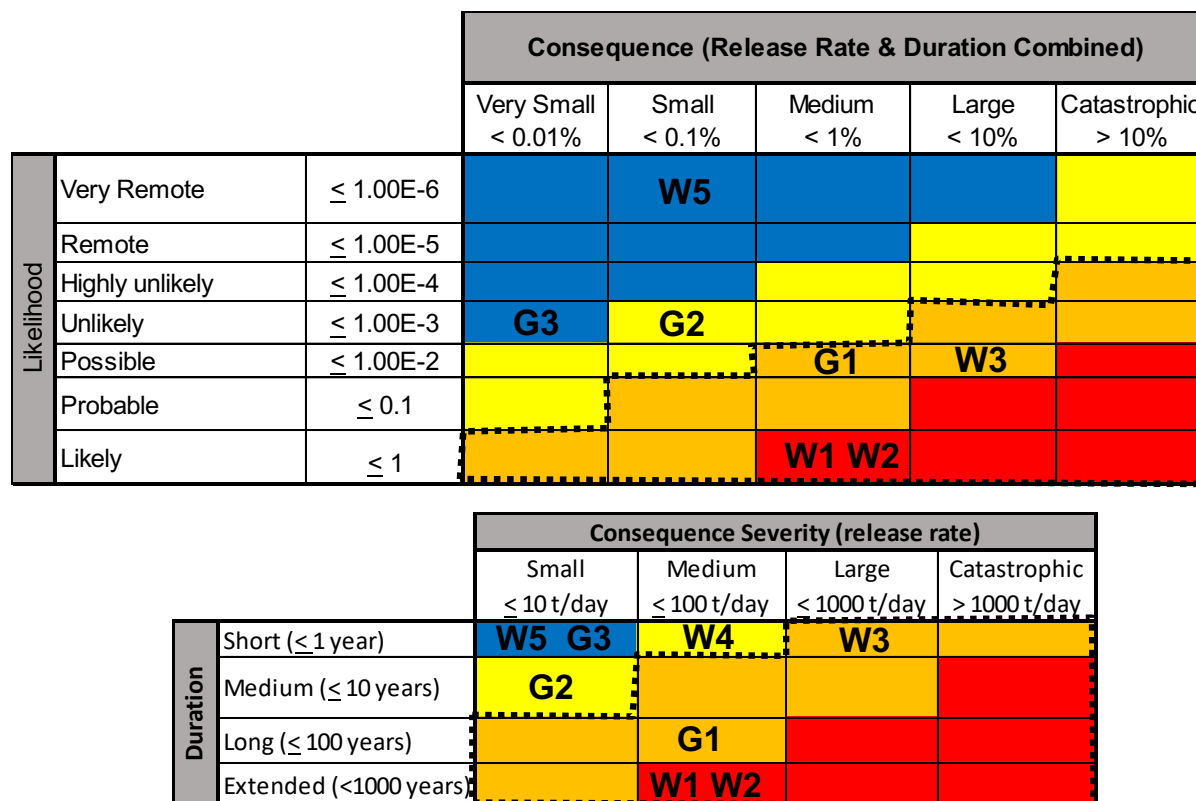 Consequence (Release Rate & Duration Combined)
Very Small Small Medium Large Catastrophic
< 0.01% < 0.1% < 1% < 10% > 10%
Likelihood
Very Remote ≤ 1.00E-6 W5
Remote ≤ 1.00E-5
Highly unlikely ≤ 1.00E-4
Unlikely ≤ 1.00E-3 G3 G2
Possible ≤ 1.00E-2 G1 W3
Probable ≤ 0.1
Likely ≤ 1 W1 W2
Consequence Severity (release rate)
Small Medium Large Catastrophic
≤ 10 t/day ≤ 100 t/day ≤ 1000 t/day > 1000 t/day
Duration
Short (≤ 1 year) W5 G3 W4 W3
Medium (≤ 10 years) G2
Long (≤ 100 years) G1
Extended (<1000 years) W1 W2